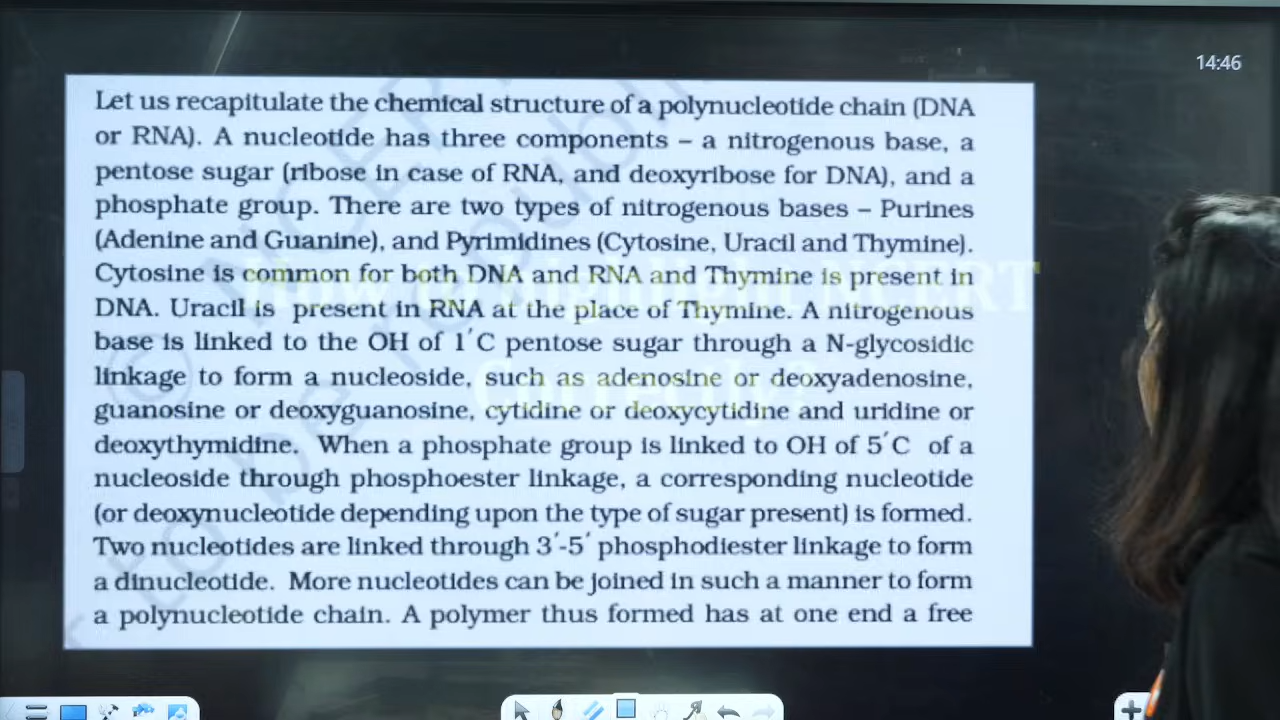 14:46
Let us recapitulate the chemical structure of a polynucleotide chain (DNA
or RNA). A nucleotide has three components – a nitrogenous base, a
pentose sugar (ribose in case of RNA, and deoxyribose for DNA), and a
phosphate group. There are two types of nitrogenous bases – Purines
(Adenine and Guanine), and Pyrimidines (Cytosine, Uracil and Thymine).
Cytosine is common for both DNA and RNA and Thymine is present in
DNA. Uracil is present in RNA at the place of Thymine. A nitrogenous
base is linked to the OH of 1′C pentose sugar through a N-glycosidic
linkage to form a nucleoside, such as adenosine or deoxyadenosine,
guanosine or deoxyguanosine, cytidine or deoxycytidine and uridine or
deoxythymidine. When a phosphate group is linked to OH of 5′C of a
nucleoside through phosphoester linkage, a corresponding nucleotide
(or deoxynucleotide depending upon the type of sugar present) is formed.
Two nucleotides are linked through 3′-5′ phosphodiester linkage to form
a dinucleotide. More nucleotides can be joined in such a manner to form
a polynucleotide chain. A polymer thus formed has at one end a free
How to highlight NCERT
Correctly?